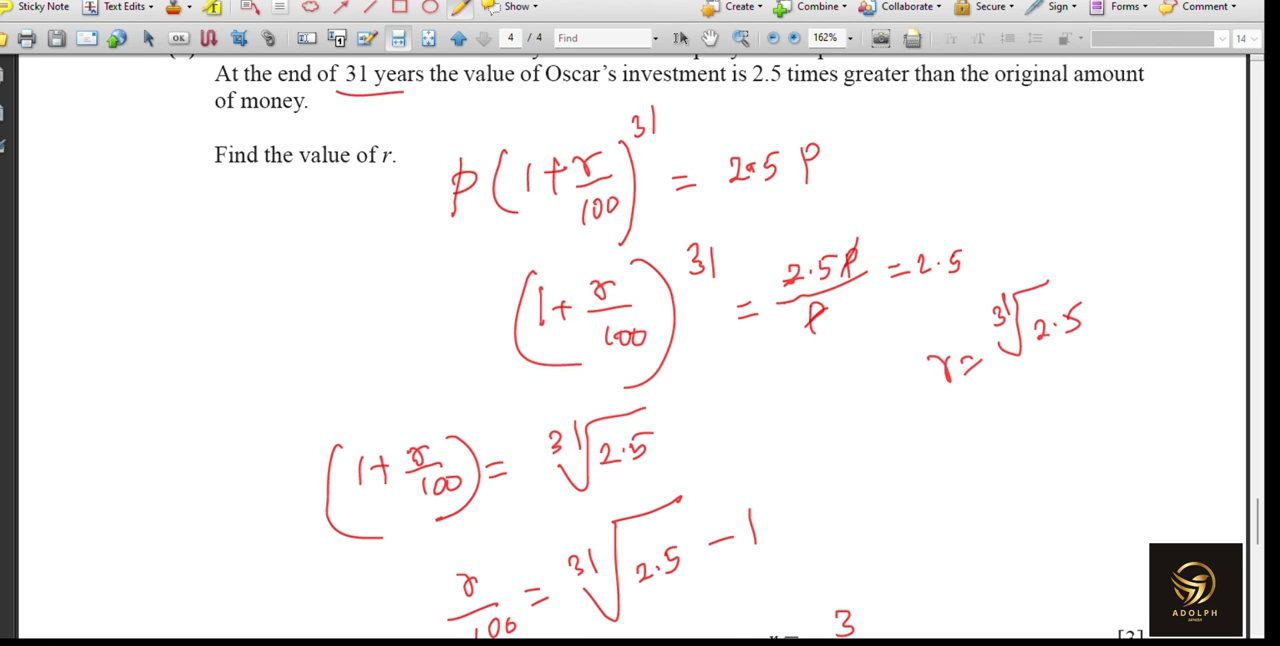 Sticky Note Text Edits Show Create Combine Collaborate Secure Sign Forms Comment
OK 4 / 4 Find 162% Tr T 14
At the end of 31 years the value of Oscar's investment is 2.5 times greater than the original amount
of money.
Find the value of r.
p(1+r/100)^31 = 2.5 P
(1+r/100)^31 = 2.5P/P = 2.5
r= ³¹√2.5
(1+r/100)= ³¹√2.5
r/100 = ³¹√2.5 -1
3
ADOLPH